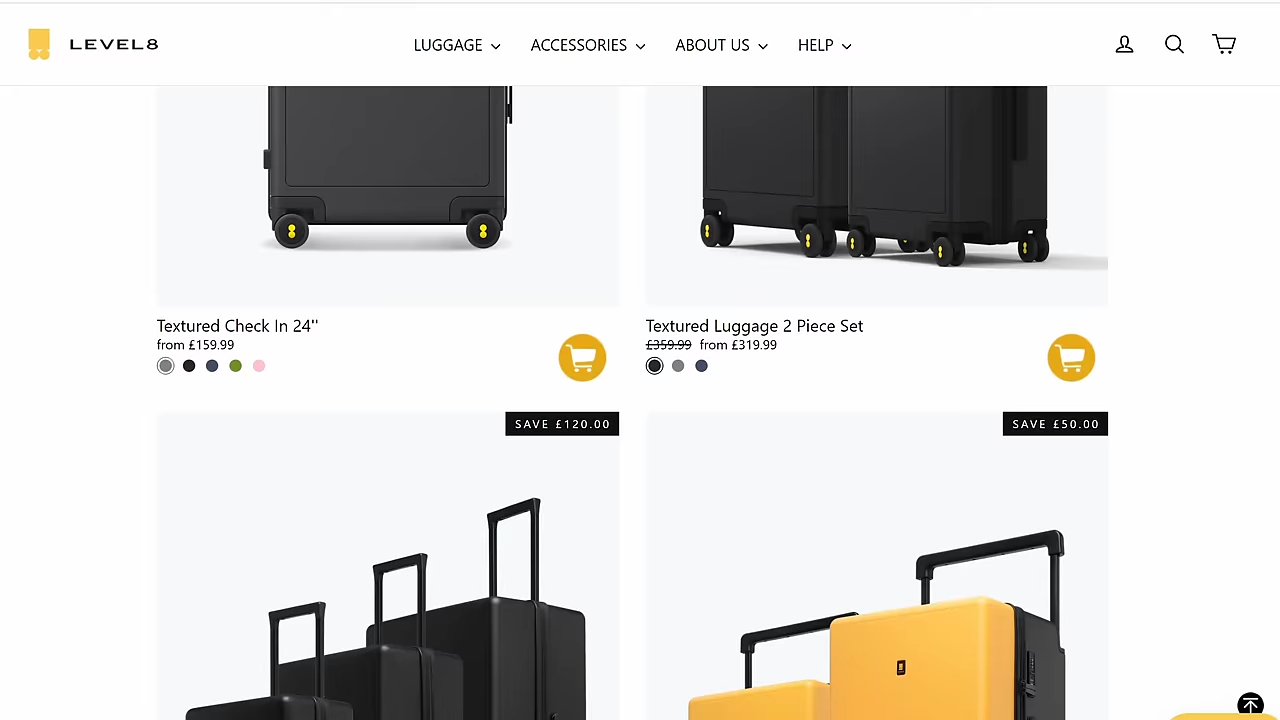 LEVEL8
LUGGAGE
ACCESSORIES
ABOUT US
HELP
Textured Check In 24''
from £159.99
Textured Luggage 2 Piece Set
£359.99 from £319.99
SAVE £120.00
SAVE £50.00